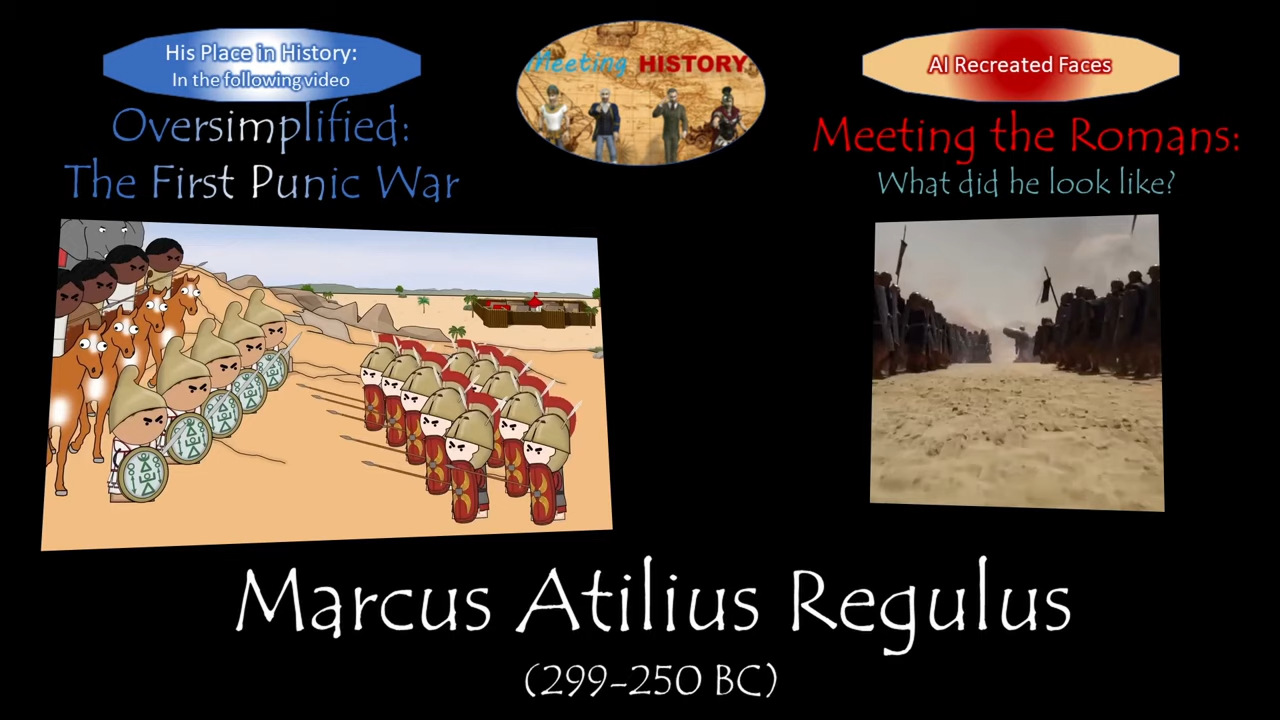 His Place in History:
In the following video
Oversimplified:
The First Punic War
Meeting HISTORY
AI Recreated Faces
Meeting the Romans:
What did he look like?
Marcus Atilius Regulus
(299-250 BC)